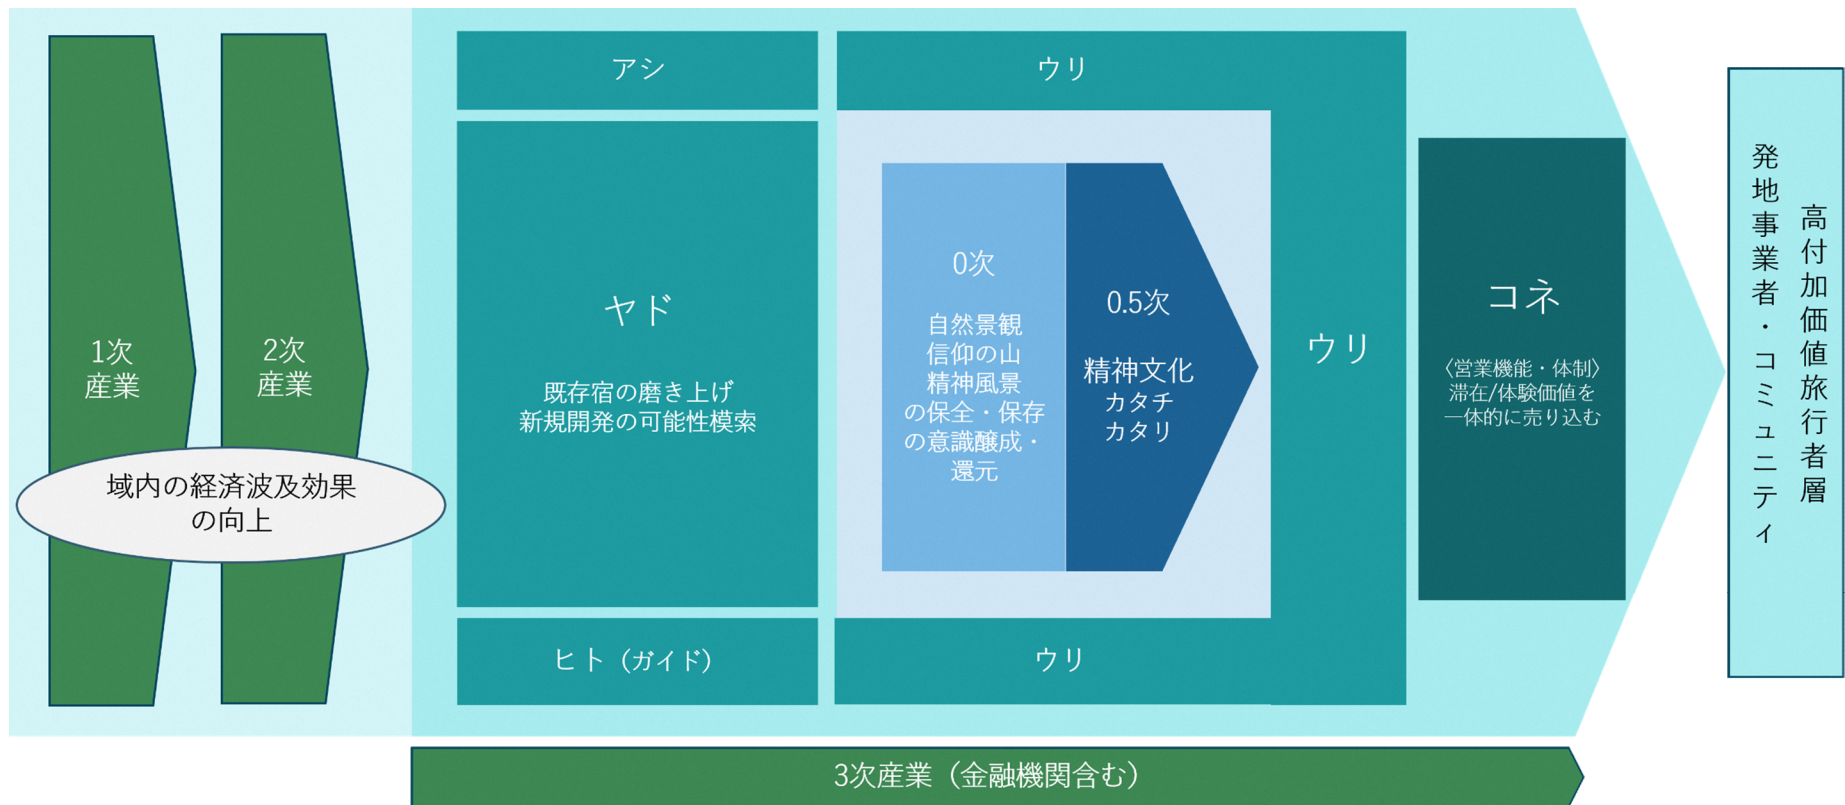 1次
産業
2次
産業
域内の経済波及効果
の向上
アシ
ヤド
既存宿の磨き上げ
新規開発の可能性模索
ヒト（ガイド）
ウリ
0次
自然景観
信仰の山
精神風景
の保全・保存
の意識醸成・
還元
0.5次
精神文化
カタチ
カタリ
ウリ
ウリ
コネ
〈営業機能・体制〉
滞在/体験価値を
一体的に売り込む
高付加価値旅行者層
発地事業者・コミュニティ
3次産業（金融機関含む）